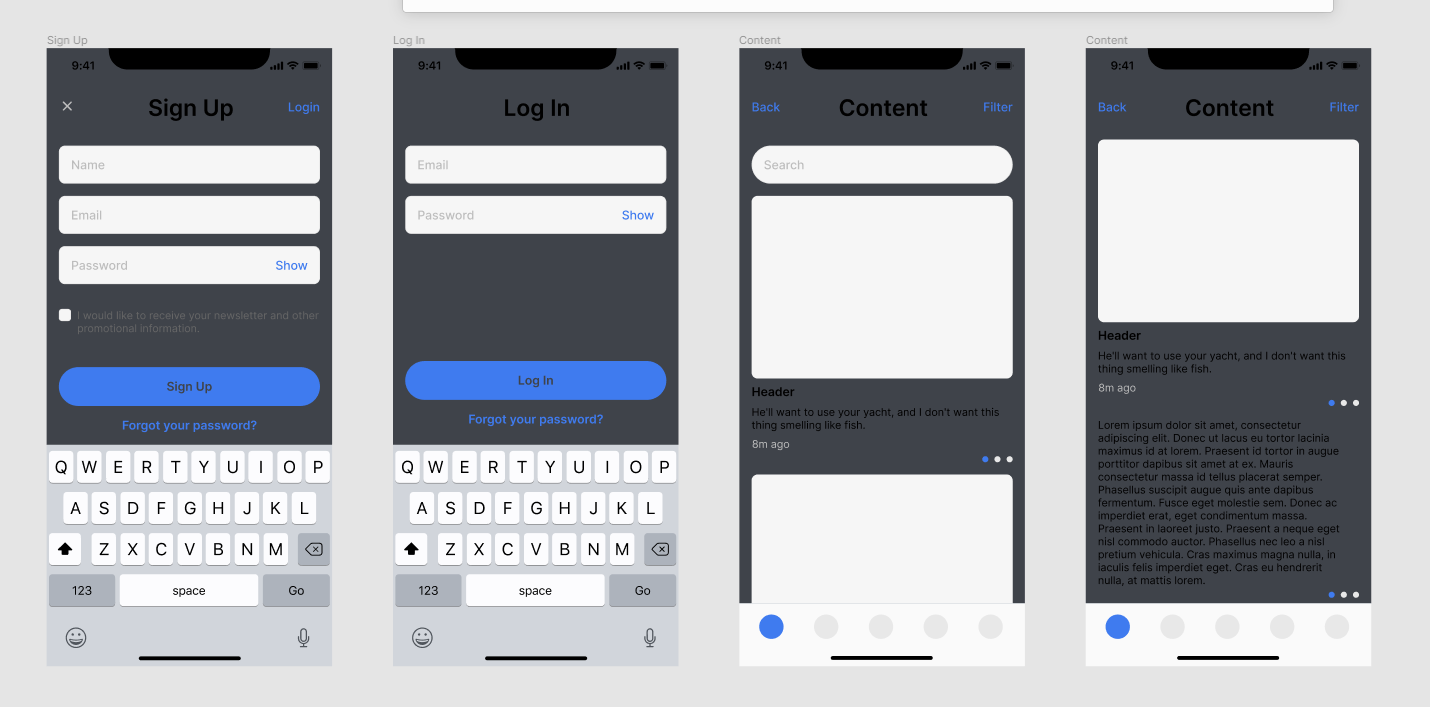 Sign Up
9:41
Sign Up
Login
Name
Email
Password
Show
I would like to receive your newsletter and other
promotional information.
Sign Up
Forgot your password?
Q W E R T Y U I O P
A S D F G H J K L
Z X C V B N M
123
space
Go
Log In
9:41
Log In
Email
Password
Show
Log In
Forgot your password?
Q W E R T Y U I O P
A S D F G H J K L
Z X C V B N M
123
space
Go
Content
9:41
Back
Content
Filter
Search
Header
He'll want to use your yacht, and I don't want this
thing smelling like fish.
8m ago
Content
9:41
Back
Content
Filter
Header
He'll want to use your yacht, and I don't want this
thing smelling like fish.
8m ago
Lorem ipsum dolor sit amet, consectetur
adipiscing elit. Donec ut lacus eu tortor lacinia
maximus id at lorem. Praesent id tortor in augue
porttitor dapibus sit amet at ex. Mauris
consectetur massa id tellus placerat semper.
Phasellus suscipit augue quis ante dapibus
fermentum. Fusce eget molestie sem. Donec ac
imperdiet erat, eget condimentum massa.
Praesent in laoreet justo. Praesent a neque eget
nisl commodo auctor. Phasellus nec leo a nisl
pretium vehicula. Cras maximus magna nulla, in
iaculis felis imperdiet eget. Cras eu hendrerit
nulla, at mattis lorem.